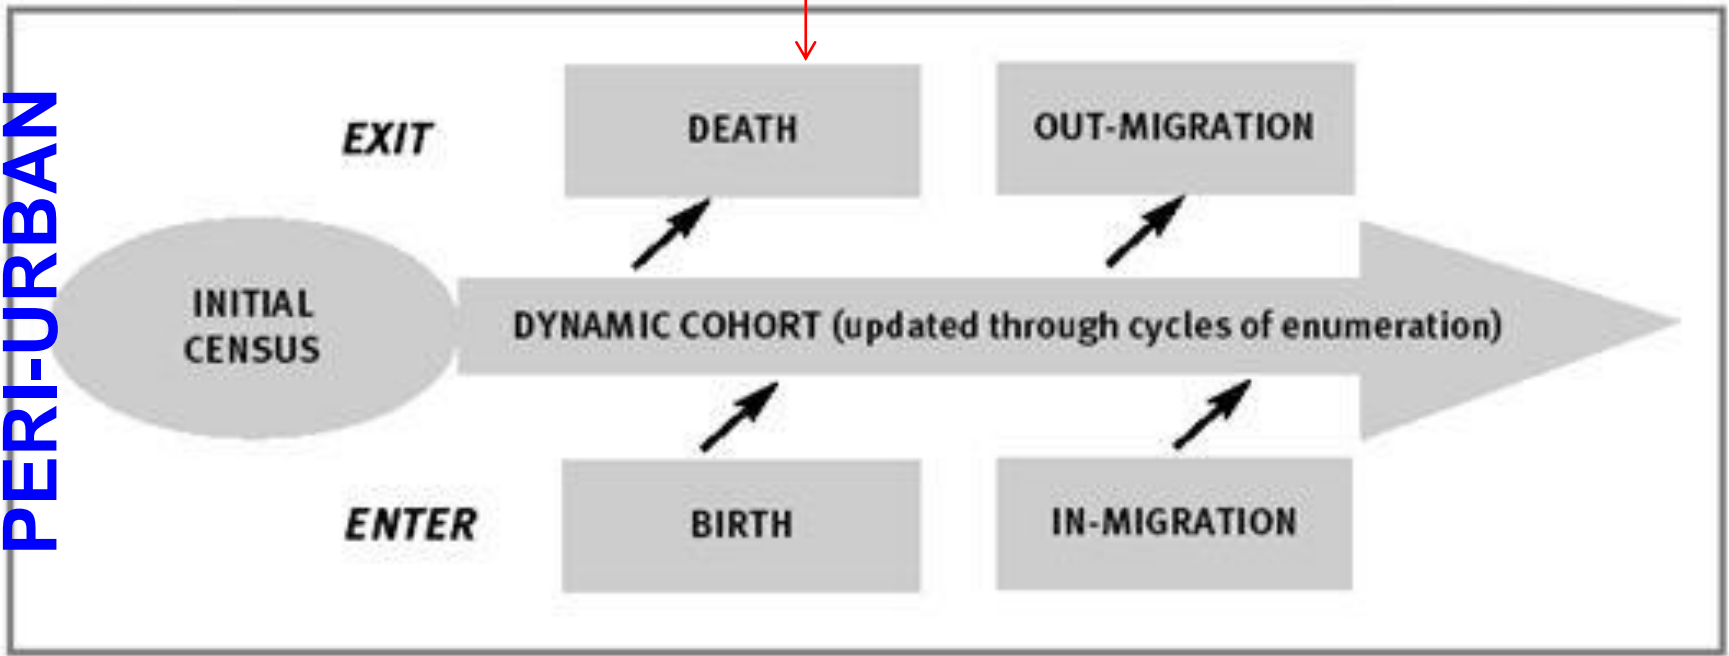 PERI-URBAN
EXIT
DEATH
OUT-MIGRATION
INITIAL
CENSUS
DYNAMIC COHORT (updated through cycles of enumeration)
ENTER
BIRTH
IN-MIGRATION